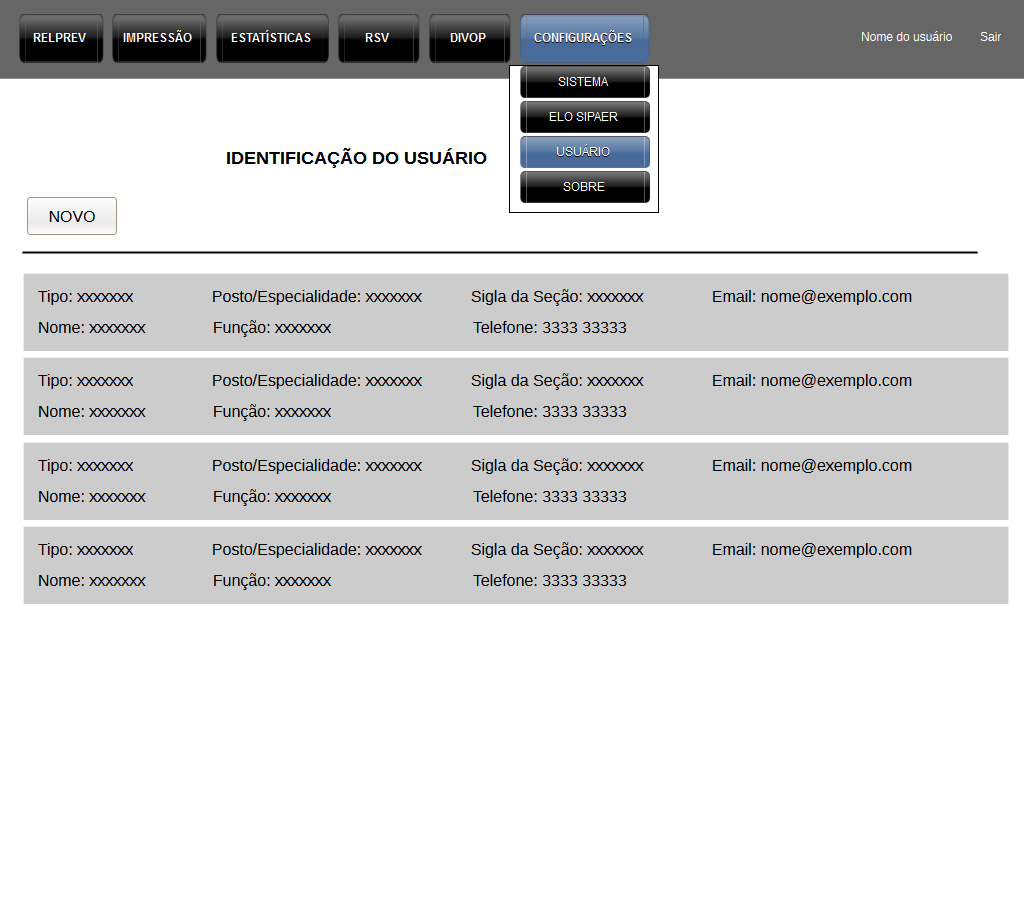 RELPREV IMPRESSÃO ESTATÍSTICAS RSV DIVOP CONFIGURAÇÕES Nome do usuário Sair
SISTEMA
ELO SIPAER
USUÁRIO
SOBRE
IDENTIFICAÇÃO DO USUÁRIO
NOVO
Tipo: xxxxxxx Posto/Especialidade: xxxxxxx Sigla da Seção: xxxxxxx Email: nome@exemplo.com
Nome: xxxxxxx Função: xxxxxxx Telefone: 3333 33333
Tipo: xxxxxxx Posto/Especialidade: xxxxxxx Sigla da Seção: xxxxxxx Email: nome@exemplo.com
Nome: xxxxxxx Função: xxxxxxx Telefone: 3333 33333
Tipo: xxxxxxx Posto/Especialidade: xxxxxxx Sigla da Seção: xxxxxxx Email: nome@exemplo.com
Nome: xxxxxxx Função: xxxxxxx Telefone: 3333 33333
Tipo: xxxxxxx Posto/Especialidade: xxxxxxx Sigla da Seção: xxxxxxx Email: nome@exemplo.com
Nome: xxxxxxx Função: xxxxxxx Telefone: 3333 33333